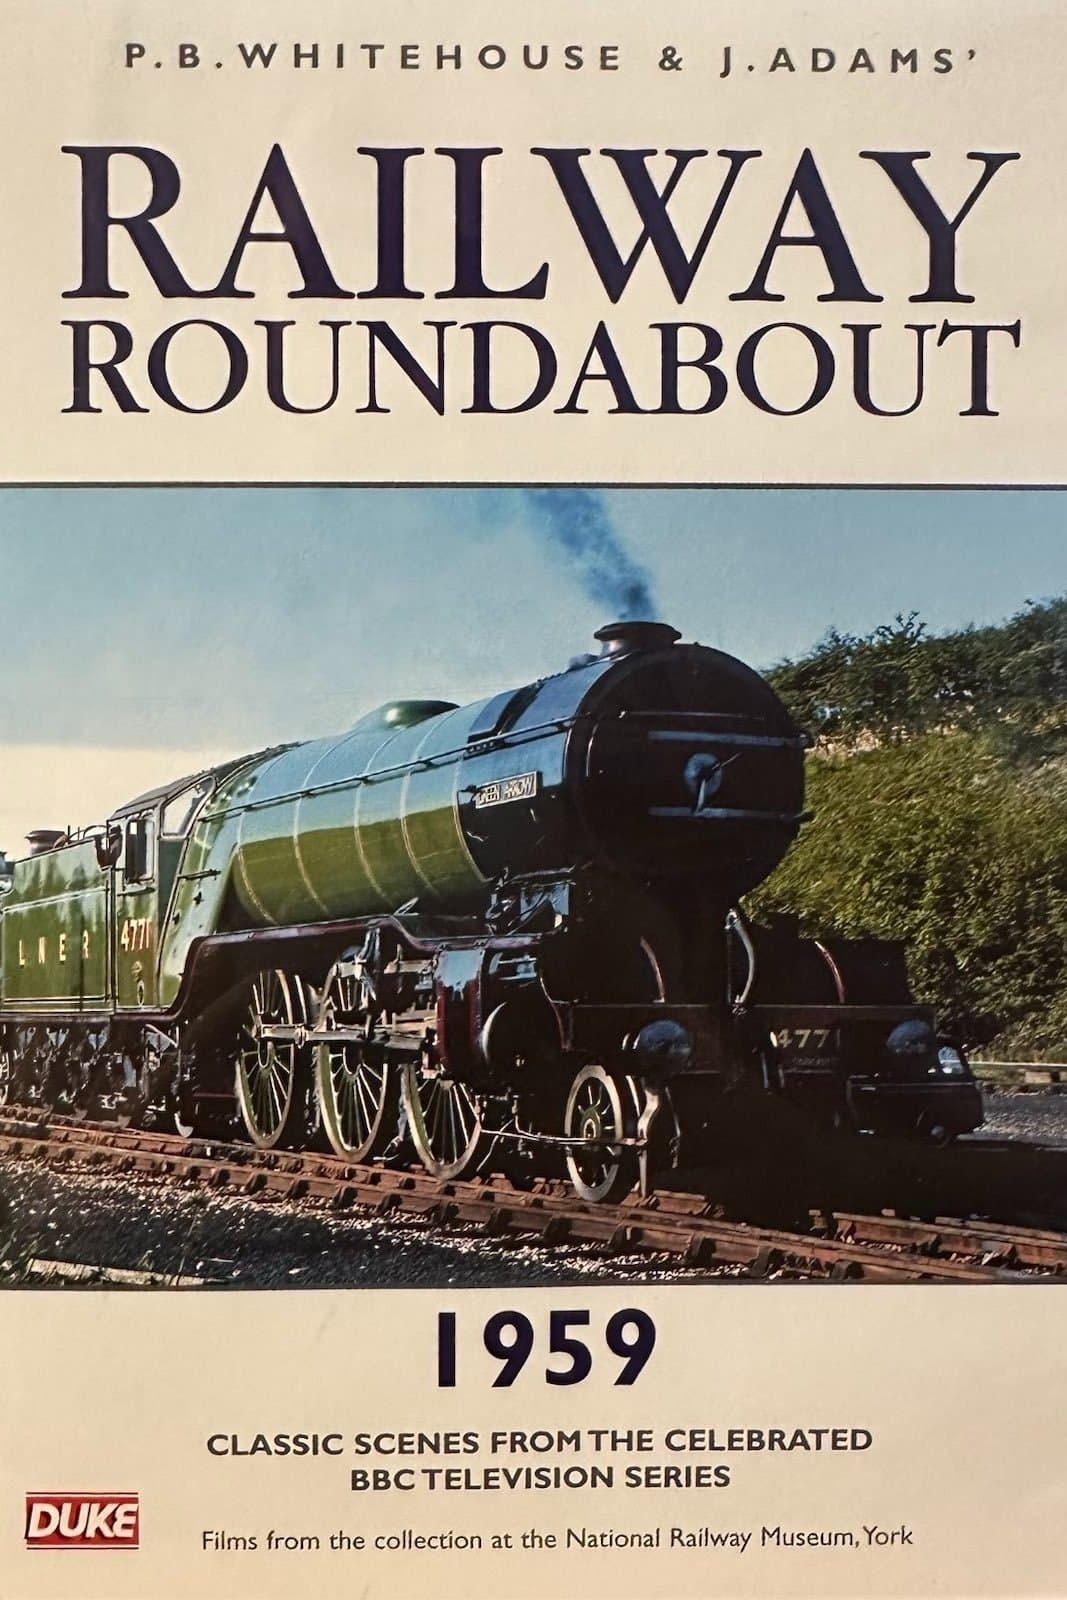 P.B.WHITEHOUSE & J.ADAMS'
RAILWAY
ROUNDABOUT
GREEN ARROW
LNER
4771
4771
1959
CLASSIC SCENES FROM THE CELEBRATED
BBC TELEVISION SERIES
DUKE
Films from the collection at the National Railway Museum, York